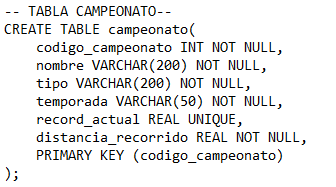 -- TABLA CAMPEONATO--
CREATE TABLE campeonato(
    codigo_campeonato INT NOT NULL,
    nombre VARCHAR(200) NOT NULL,
    tipo VARCHAR(200) NOT NULL,
    temporada VARCHAR(50) NOT NULL,
    record_actual REAL UNIQUE,
    distancia_recorrido REAL NOT NULL,
    PRIMARY KEY (codigo_campeonato)
);